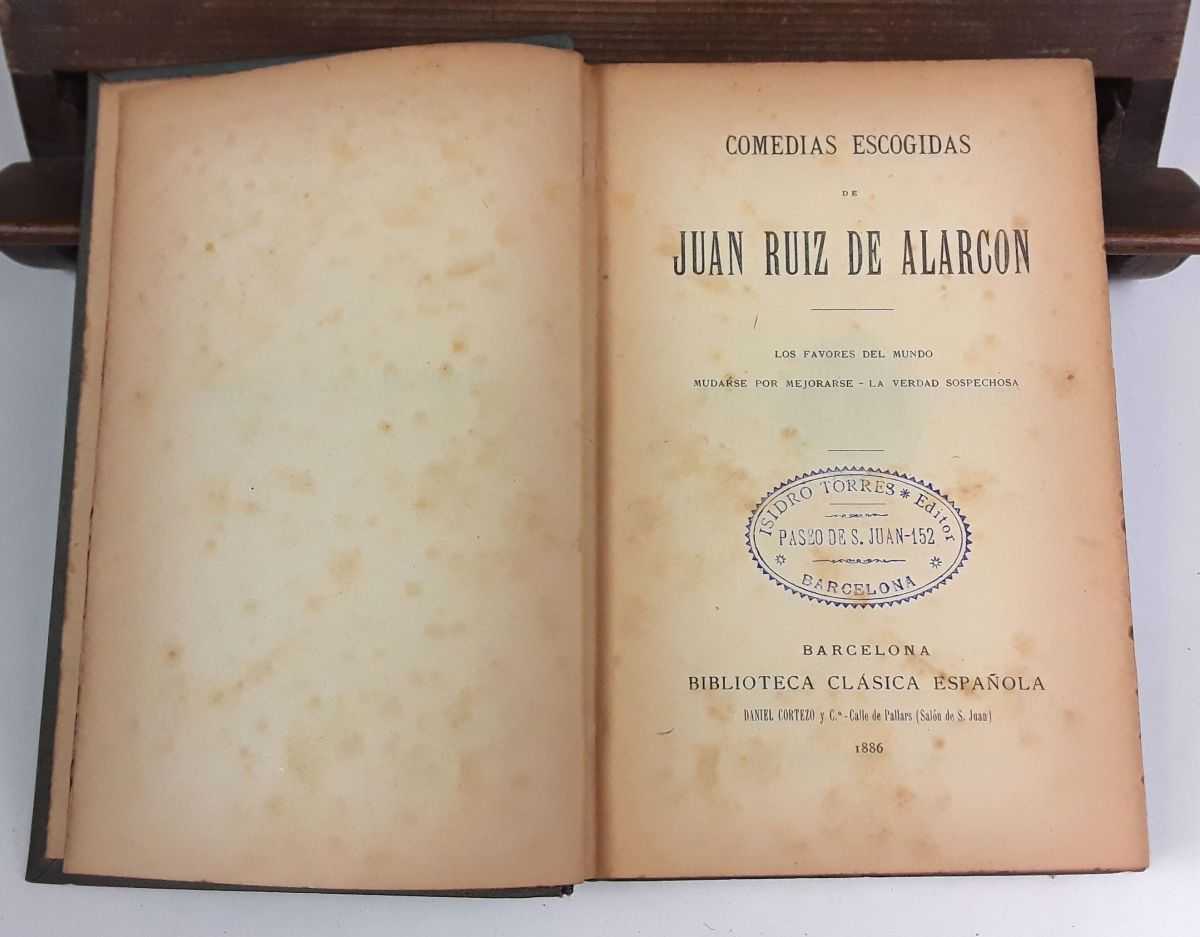 COMEDIAS ESCOGIDAS
DE
JUAN RUIZ DE ALARCON
LOS FAVORES DEL MUNDO
MUDARSE POR MEJORARSE - LA VERDAD SOSPECHOSA
ISIDRO TORRES * Editor
PASEO DE S. JUAN-152
BARCELONA
BARCELONA
BIBLIOTECA CLÁSICA ESPAÑOLA
DANIEL CORTEZO y C.ª-Calle de Pallars (Salón de S. Juan)
1886